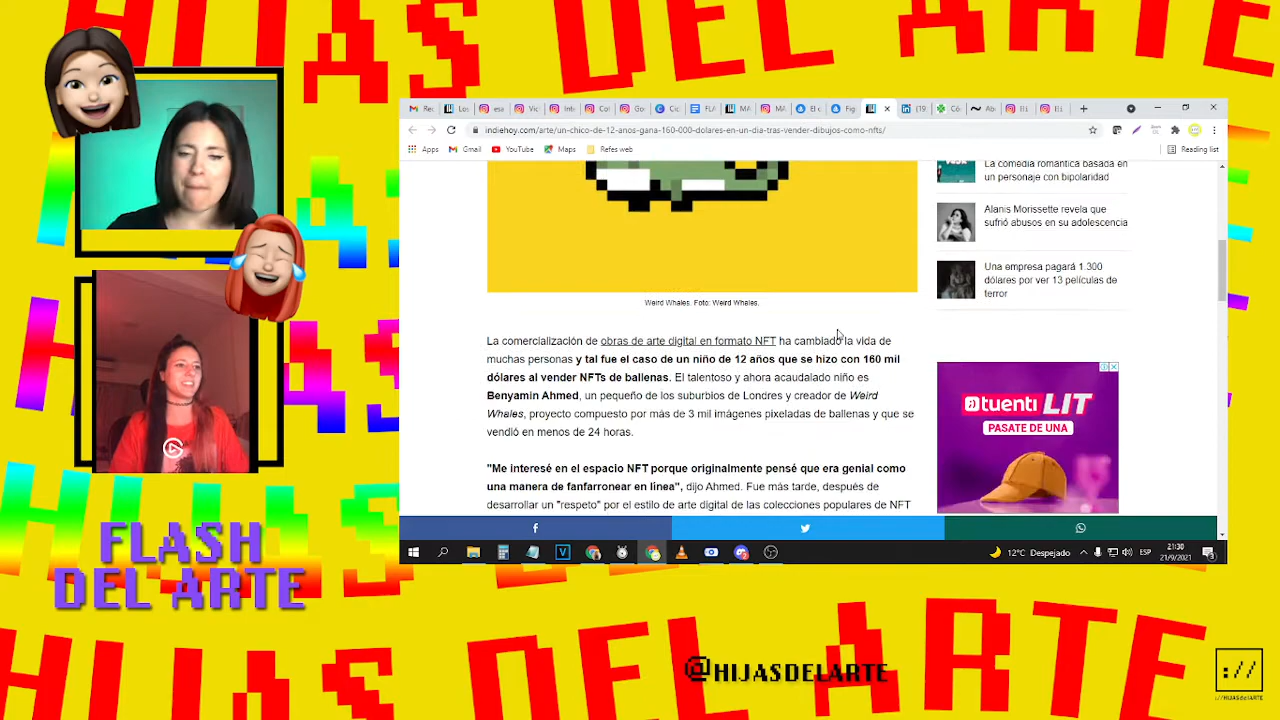 HIJAS DEL ARTE
indiehoy.com/arte/un-chico-de-12-anos-gana-160-000-dolares-en-un-dia-tras-vender-dibujos-como-nfts/
Apps
Gmail
YouTube
Maps
Refes web
Reading list
La comedia romántica basada en
un personaje con bipolaridad
Alanis Morissette revela que
sufrió abusos en su adolescencia
Una empresa pagará 1.300
dólares por ver 13 películas de
terror
Weird Whales. Foto: Weird Whales.
La comercialización de obras de arte digital en formato NFT ha cambiado la vida de
muchas personas y tal fue el caso de un niño de 12 años que se hizo con 160 mil
dólares al vender NFTs de ballenas. El talentoso y ahora acaudalado niño es
Benyamin Ahmed, un pequeño de los suburbios de Londres y creador de Weird
Whales, proyecto compuesto por más de 3 mil imágenes pixeladas de ballenas y que se
vendió en menos de 24 horas.
"Me interesé en el espacio NFT porque originalmente pensé que era genial como
una manera de fanfarronear en línea", dijo Ahmed. Fue más tarde, después de
desarrollar un "respeto" por el estilo de arte digital de las colecciones populares de NFT
tuenti LIT
PASATE DE UNA
12°C Despejado
ESP
21:30
21/9/2021
FLASH
DEL ARTE
HIJAS DEL ARTE
@HIJASDELARTE
://
://HIJASdelARTE